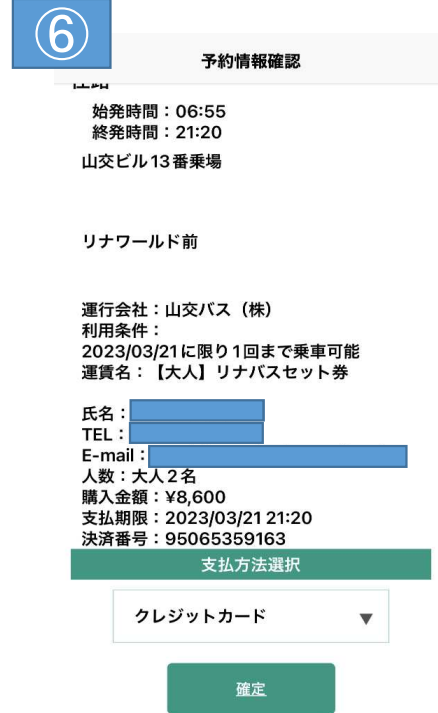 ⑥
予約情報確認
始発時間：06:55
終発時間：21:20
山交ビル13番乗場
リナワールド前
運行会社：山交バス（株）
利用条件：
2023/03/21に限り1回まで乗車可能
運賃名：【大人】リナバスセット券
氏名：
TEL：
E-mail：
人数：大人2名
購入金額：¥8,600
支払期限：2023/03/21 21:20
決済番号：95065359163
支払方法選択
クレジットカード ▼
確定